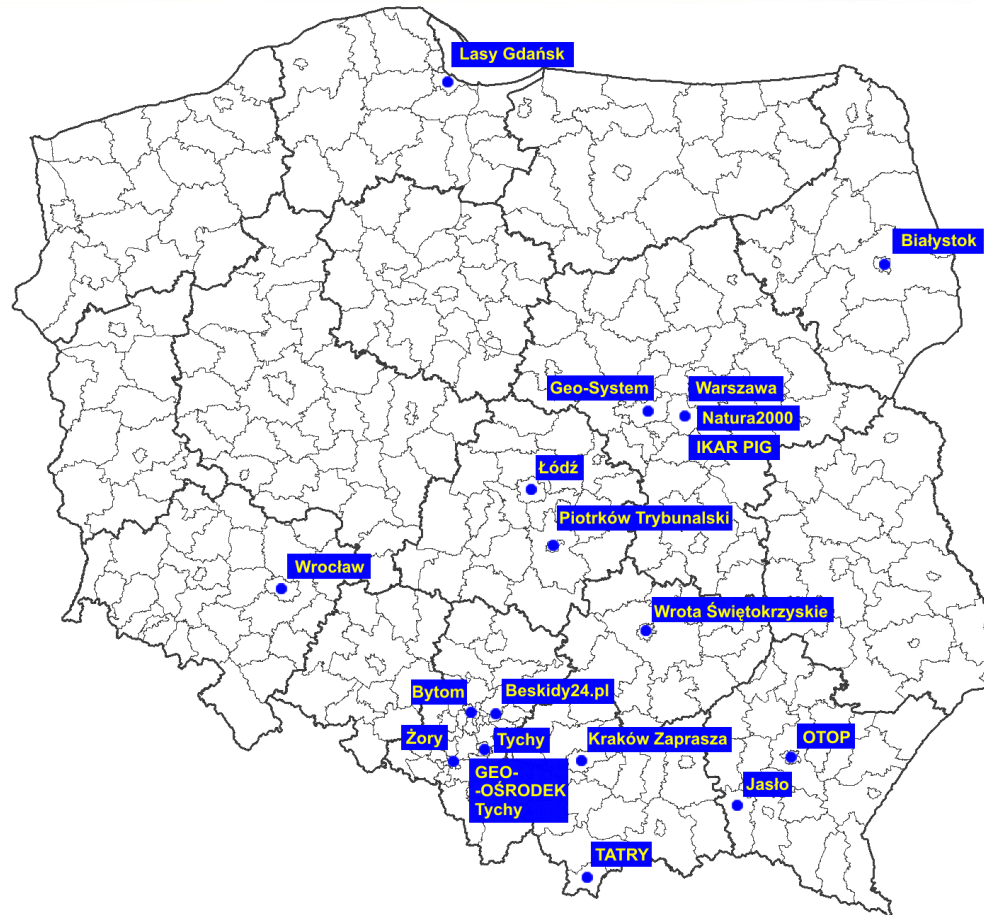 Lasy Gdańsk
Białystok
Geo-System
Warszawa
Natura2000
IKAR PIG
Łódź
Piotrków Trybunalski
Wrocław
Wrota Świętokrzyskie
Bytom
Beskidy24.pl
Żory
Tychy
Kraków Zaprasza
OTOP
GEO-
-OŚRODEK
Tychy
Jasło
TATRY